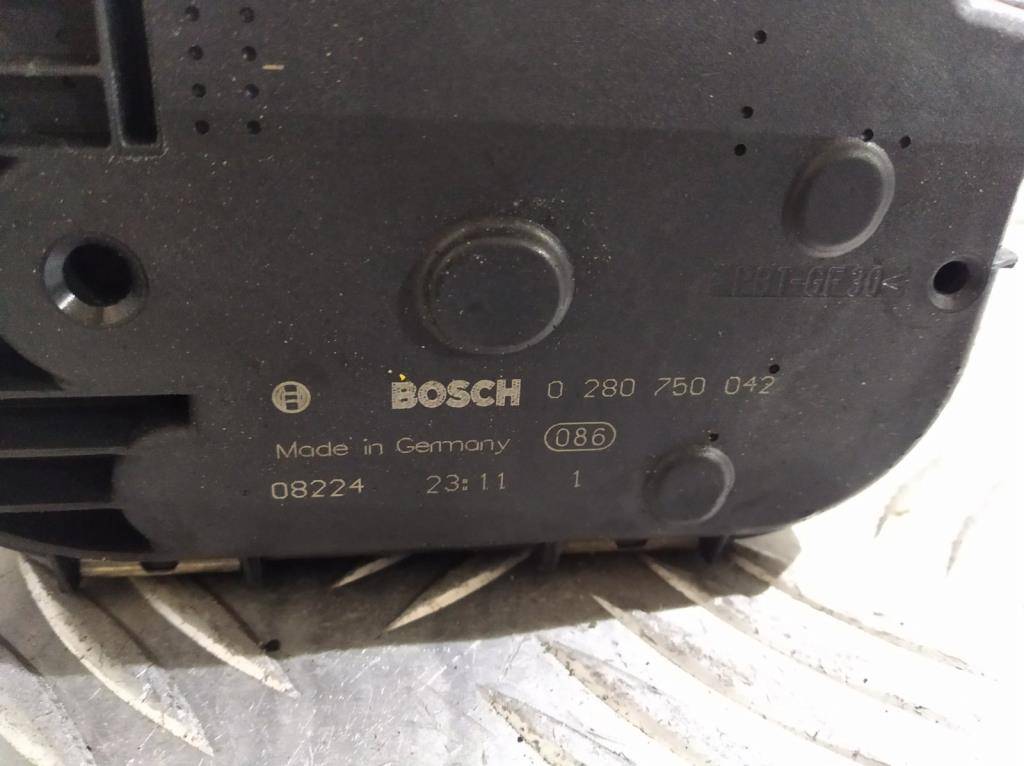 >PBT-GF30<
BOSCH 0 280 750 042
Made in Germany 086
08224 23:11 1